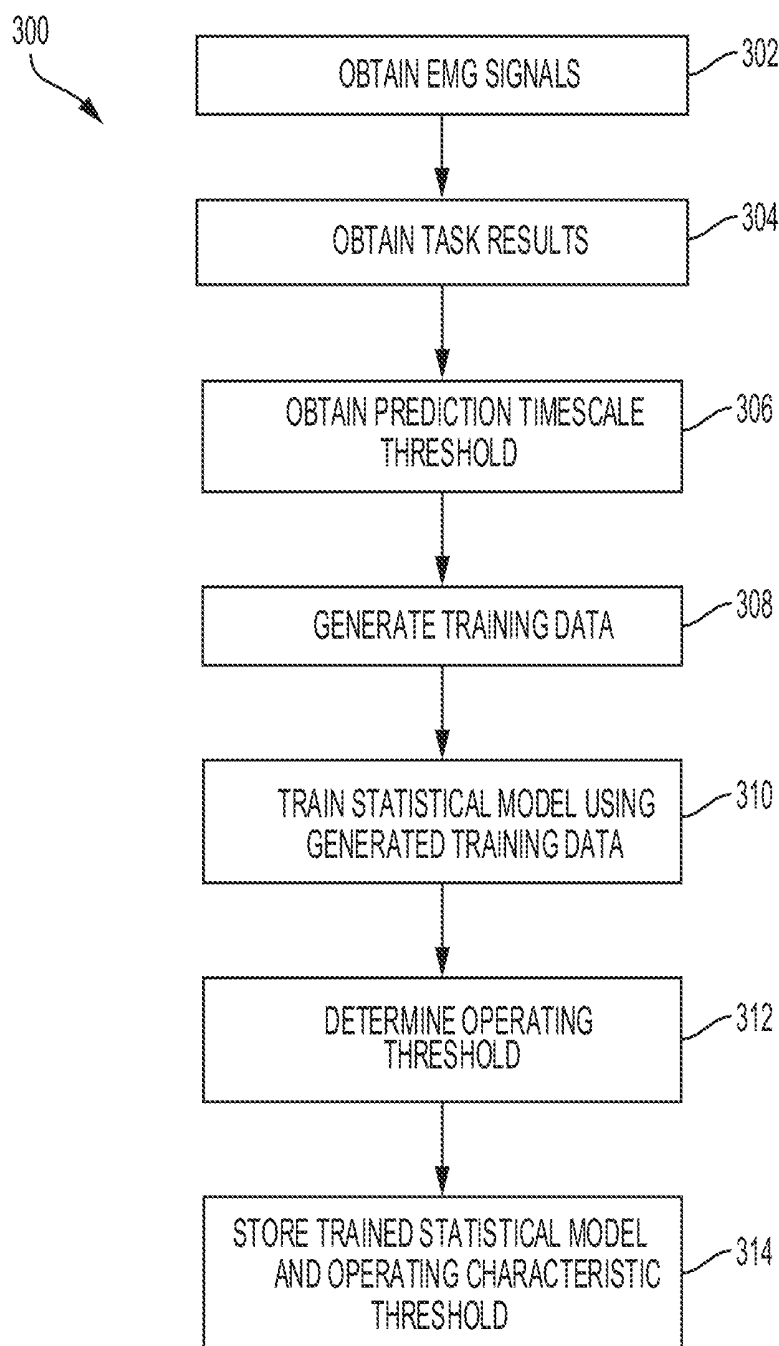 300
OBTAIN EMG SIGNALS
302
OBTAIN TASK RESULTS
304
OBTAIN PREDICTION TIMESCALE
THRESHOLD
306
GENERATE TRAINING DATA
308
TRAIN STATISTICAL MODEL USING
GENERATED TRAINING DATA
310
DETERMINE OPERATING
THRESHOLD
312
STORE TRAINED STATISTICAL MODEL
AND OPERATING CHARACTERISTIC
THRESHOLD
314